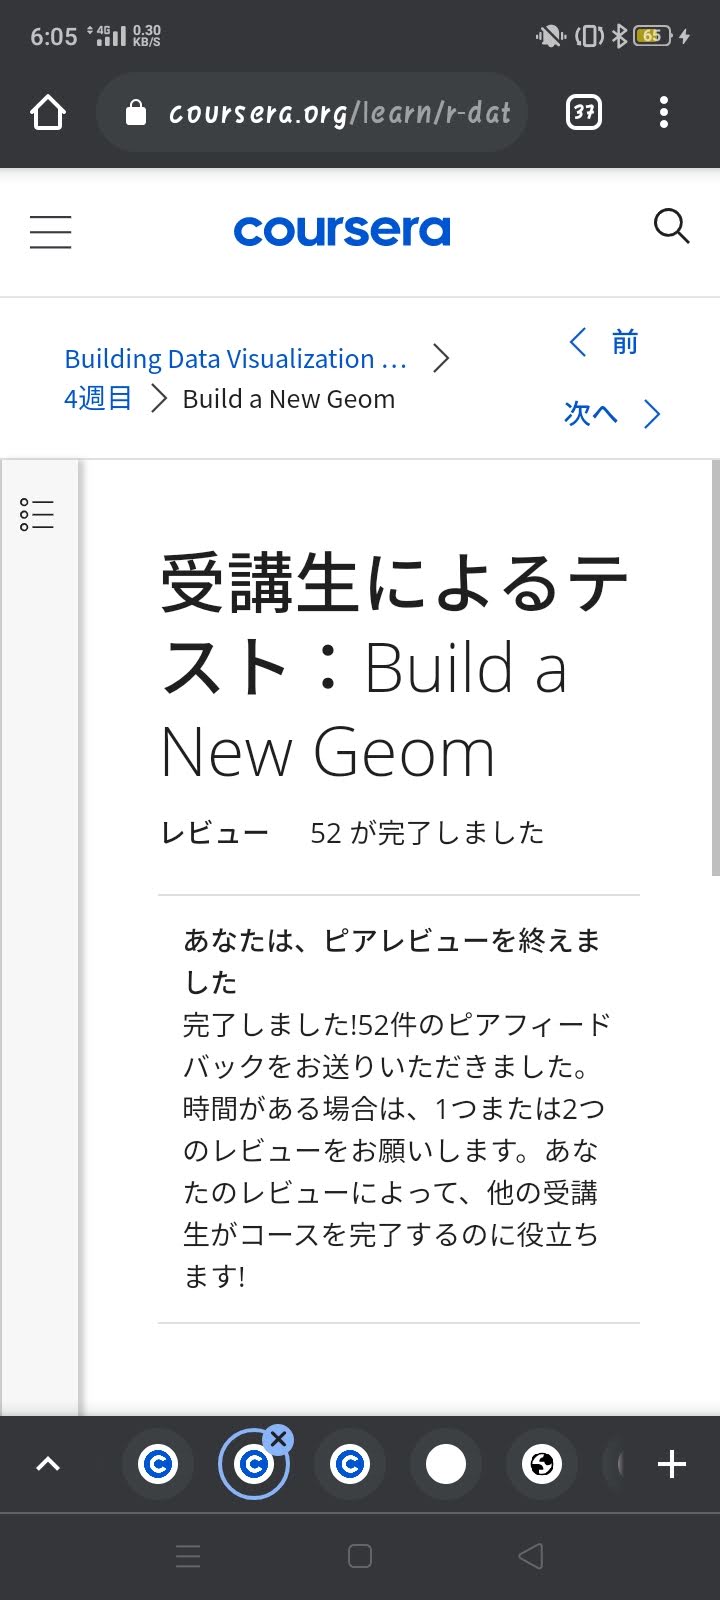 6:05 4G 0.30 KB/S 65
coursera.org/learn/r-dat 37
coursera
Building Data Visualization ...
前
4週目 Build a New Geom
次へ
受講生によるテ
スト：Build a
New Geom
レビュー 52 が完了しました
あなたは、ピアレビューを終えま
した
完了しました!52件のピアフィード
バックをお送りいただきました。
時間がある場合は、1つまたは2つ
のレビューをお願いします。あな
たのレビューによって、他の受講
生がコースを完了するのに役立ち
ます!